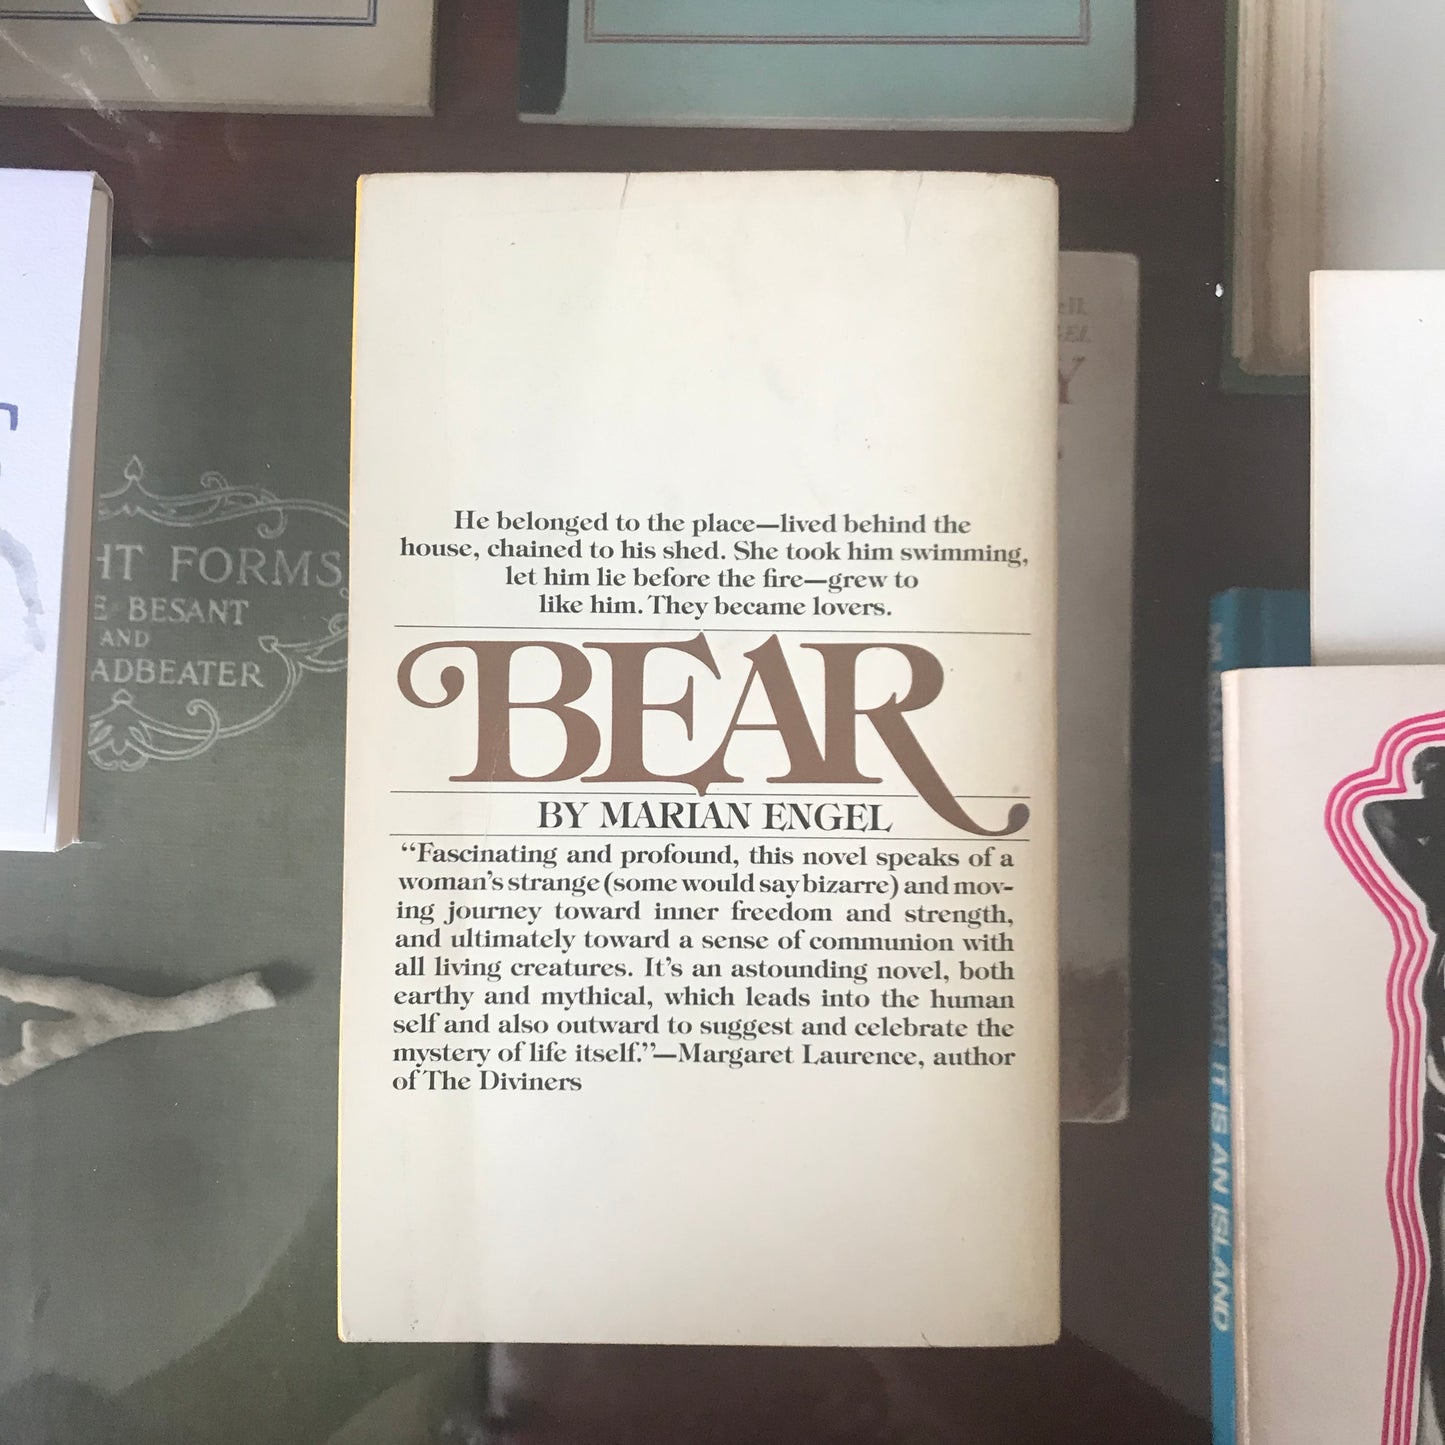 He belonged to the place—lived behind the
house, chained to his shed. She took him swimming,
let him lie before the fire—grew to
like him. They became lovers.
BEAR
BY MARIAN ENGEL
“Fascinating and profound, this novel speaks of a
woman’s strange (some would say bizarre) and mov-
ing journey toward inner freedom and strength,
and ultimately toward a sense of communion with
all living creatures. It’s an astounding novel, both
earthy and mythical, which leads into the human
self and also outward to suggest and celebrate the
mystery of life itself.”—Margaret Laurence, author
of The Diviners
HT FORMS
E BESANT
AND
ADBEATER
FROM AFAR IT IS AN ISLAND